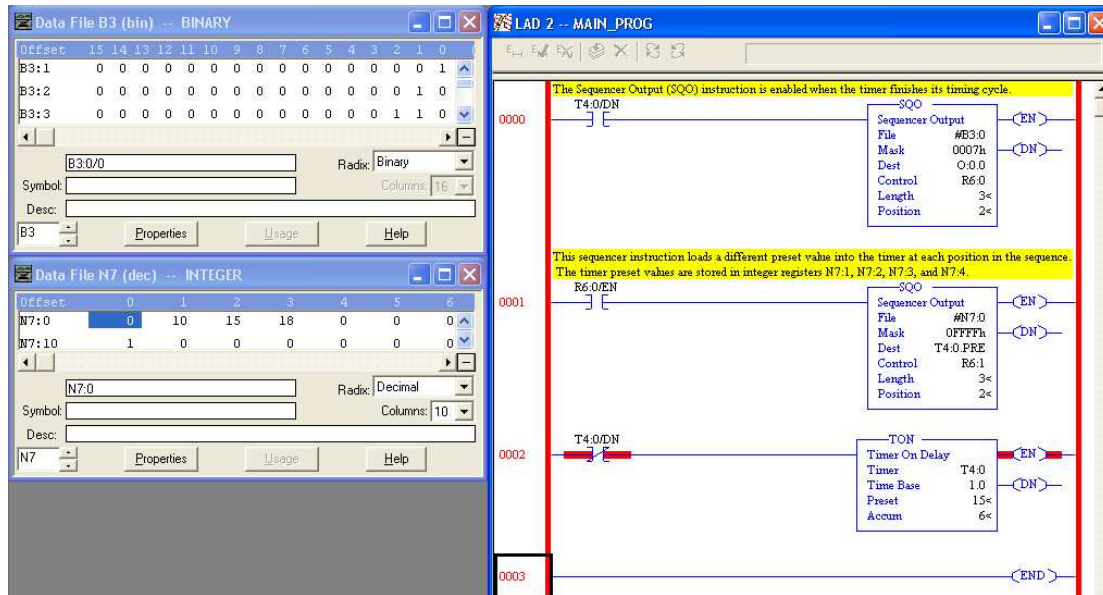 Data File B3 (bin) -- BINARY
Offset 15 14 13 12 11 10 9 8 7 6 5 4 3 2 1 0
B3:1 0 0 0 0 0 0 0 0 0 0 0 0 0 0 0 1
B3:2 0 0 0 0 0 0 0 0 0 0 0 0 0 0 1 0
B3:3 0 0 0 0 0 0 0 0 0 0 0 0 0 1 1 0
B3:0/0
Radix: Binary
Symbol:
Columns: 16
Desc:
B3
Properties
Usage
Help
Data File N7 (dec) -- INTEGER
Offset 0 1 2 3 4 5 6
N7:0 0 10 15 18 0 0 0
N7:10 1 0 0 0 0 0 0
N7:0
Radix: Decimal
Symbol:
Columns: 10
Desc:
N7
Properties
Usage
Help
LAD 2 -- MAIN_PROG
The Sequencer Output (SQO) instruction is enabled when the timer finishes its timing cycle.
0000
T4:0/DN
SQO
Sequencer Output
File #B3:0
Mask 0007h
Dest O:0.0
Control R6:0
Length 3<
Position 2<
EN
DN
This sequencer instruction loads a different preset value into the timer at each position in the sequence.
The timer preset values are stored in integer registers N7:1, N7:2, N7:3, and N7:4.
0001
R6:0/EN
SQO
Sequencer Output
File #N7:0
Mask 0FFFFh
Dest T4:0.PRE
Control R6:1
Length 3<
Position 2<
EN
DN
0002
T4:0/DN
TON
Timer On Delay
Timer T4:0
Time Base 1.0
Preset 15<
Accum 6<
EN
DN
0003
END